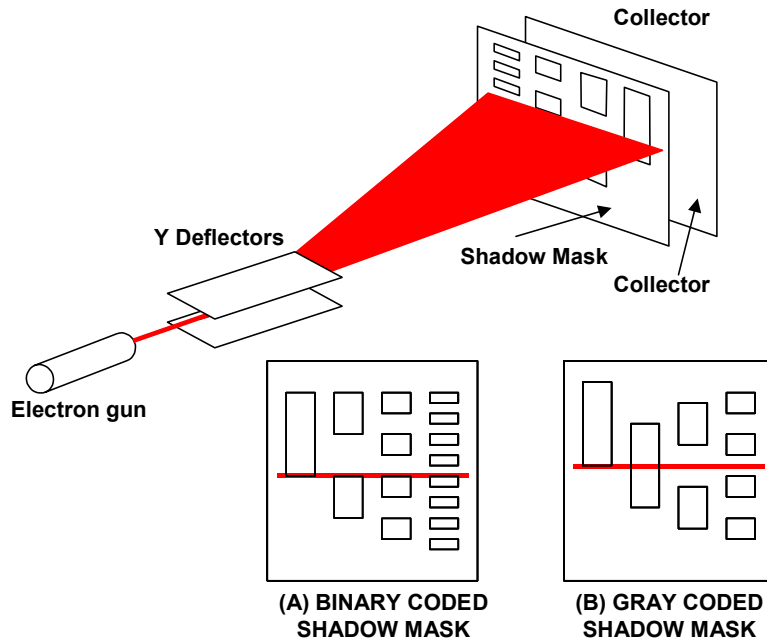 Collector
Y Deflectors
Shadow Mask
Collector
Electron gun
(A) BINARY CODED
SHADOW MASK
(B) GRAY CODED
SHADOW MASK